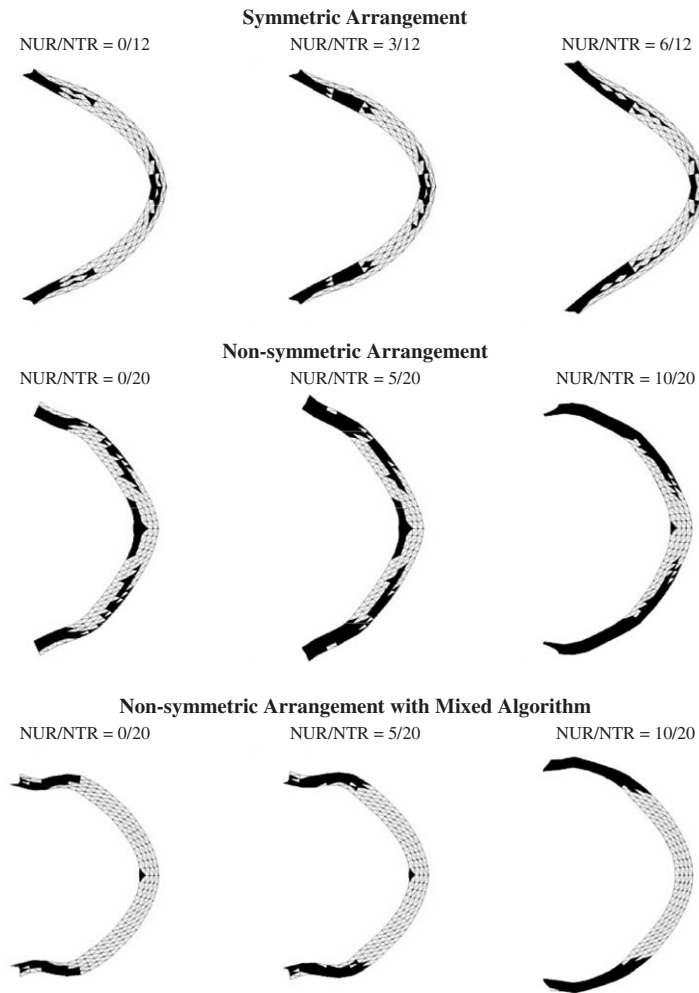 Symmetric Arrangement
NUR/NTR = 0/12 NUR/NTR = 3/12 NUR/NTR = 6/12
Non-symmetric Arrangement
NUR/NTR = 0/20 NUR/NTR = 5/20 NUR/NTR = 10/20
Non-symmetric Arrangement with Mixed Algorithm
NUR/NTR = 0/20 NUR/NTR = 5/20 NUR/NTR = 10/20